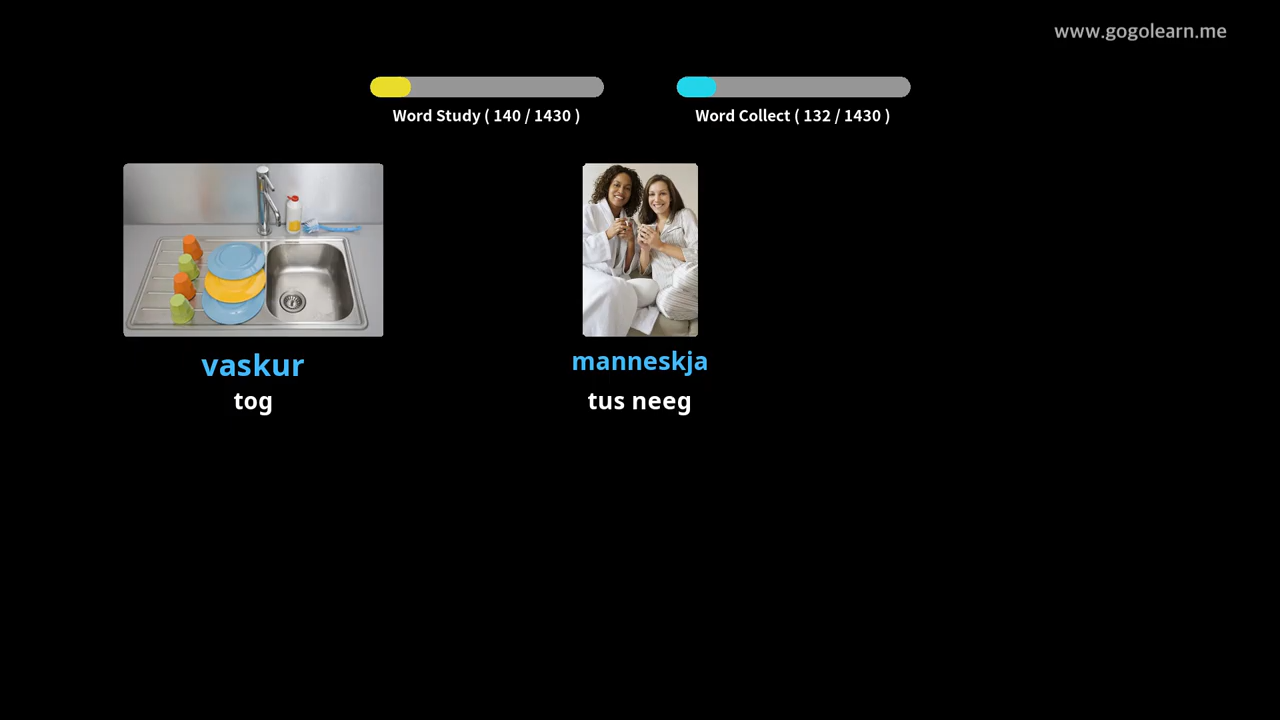 www.gogolearn.me
Word Study ( 140 / 1430 )
Word Collect ( 132 / 1430 )
vaskur
tog
manneskja
tus neeg